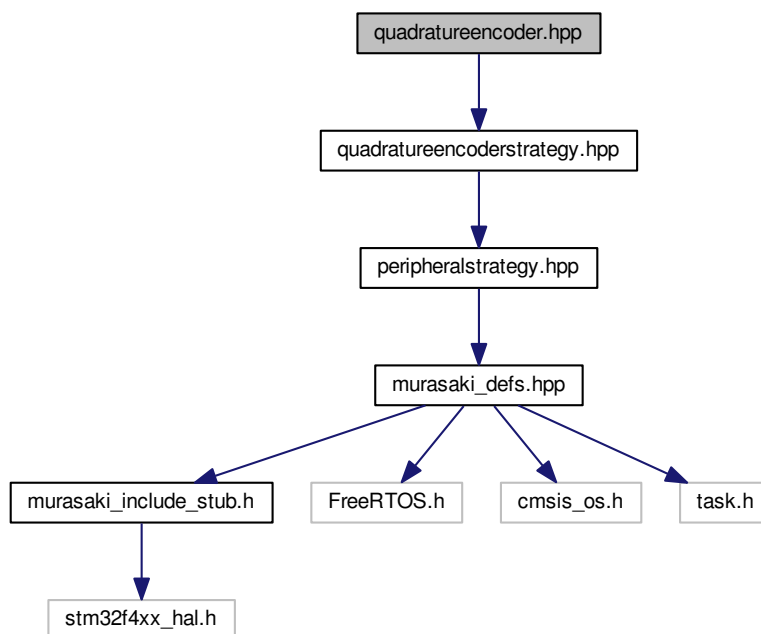 quadratureencoder.hpp
quadratureencoderstrategy.hpp
peripheralstrategy.hpp
murasaki_defs.hpp
murasaki_include_stub.h
FreeRTOS.h
cmsis_os.h
task.h
stm32f4xx_hal.h